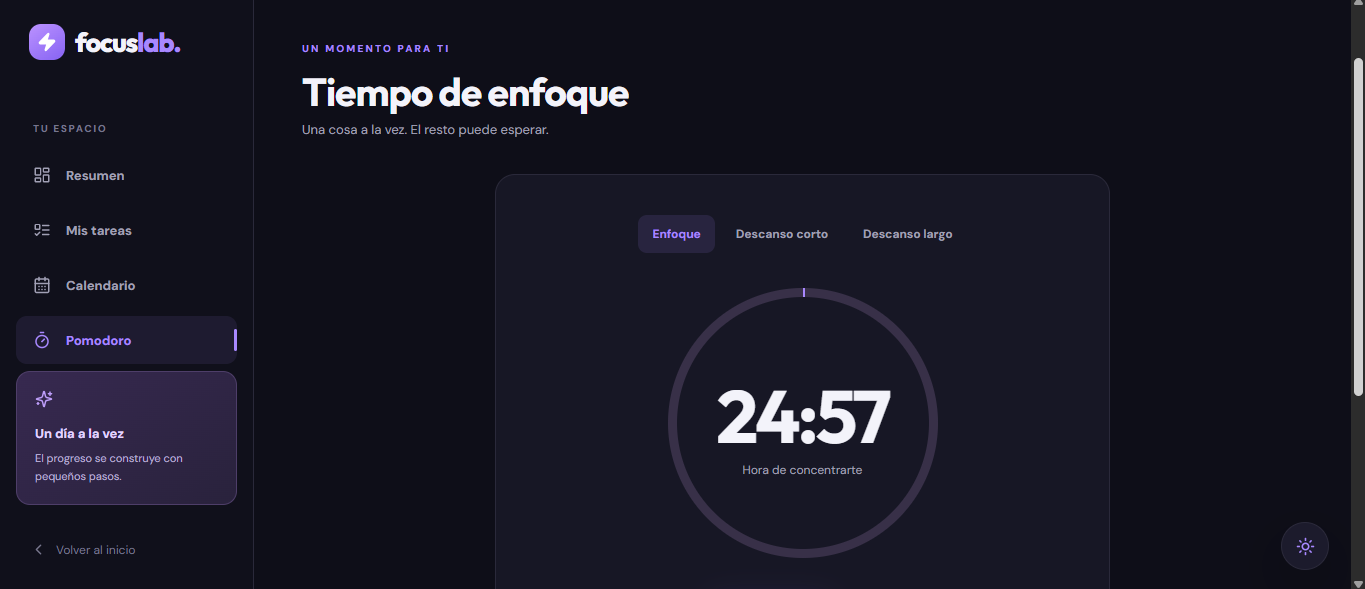 focuslab.
TU ESPACIO
Resumen
Mis tareas
Calendario
Pomodoro
Un día a la vez
El progreso se construye con
pequeños pasos.
Volver al inicio
UN MOMENTO PARA TI
Tiempo de enfoque
Una cosa a la vez. El resto puede esperar.
Enfoque
Descanso corto
Descanso largo
24:57
Hora de concentrarte